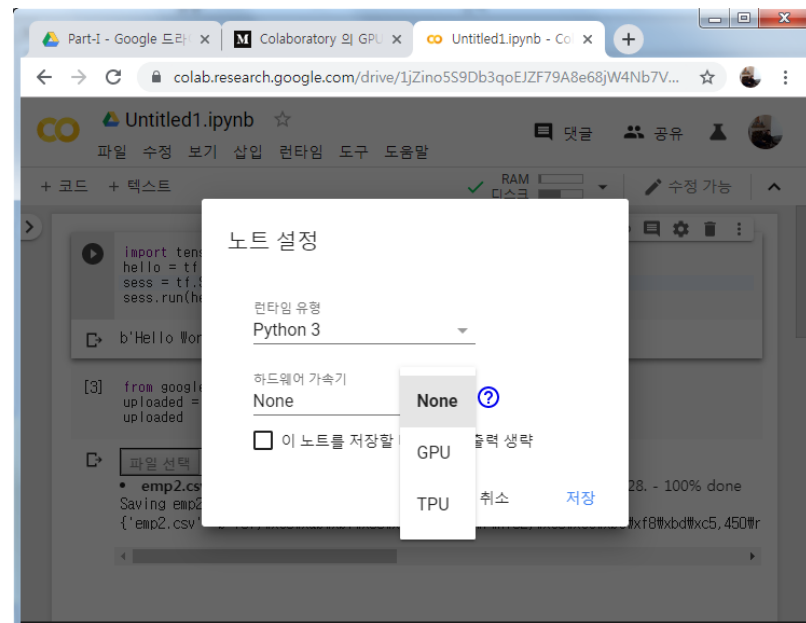 Part-I - Google 드라
Colaboratory 의 GPU
Untitled1.ipynb - Co
colab.research.google.com/drive/1jZino5S9Db3qoEJZF79A8e68jW4Nb7V...
Untitled1.ipynb
댓글
공유
파일 수정 보기 삽입 런타임 도구 도움말
+ 코드 + 텍스트
RAM
디스크
수정 가능
노트 설정
import tens
hello = tf
sess = tf.S
sess.run(he
b'Hello Wor
런타임 유형
Python 3
[3] from google
uploaded =
uploaded
하드웨어 가속기
None
None
GPU
TPU
이 노트를 저장할
출력 생략
취소
저장
파일 선택
emp2.cs
28. - 100% done
Saving emp2
{'emp2.csv'
₩xf8₩xbd₩xc5,450₩r